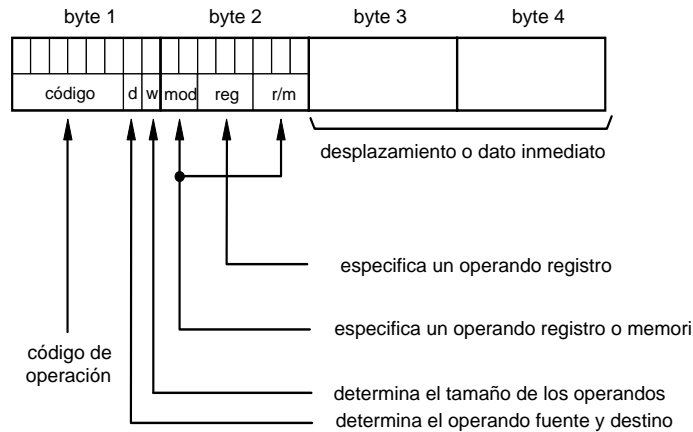 byte 1 byte 2 byte 3 byte 4
código d w mod reg r/m
desplazamiento o dato inmediato
especifica un operando registro
especifica un operando registro o memori
código de
operación
determina el tamaño de los operandos
determina el operando fuente y destino